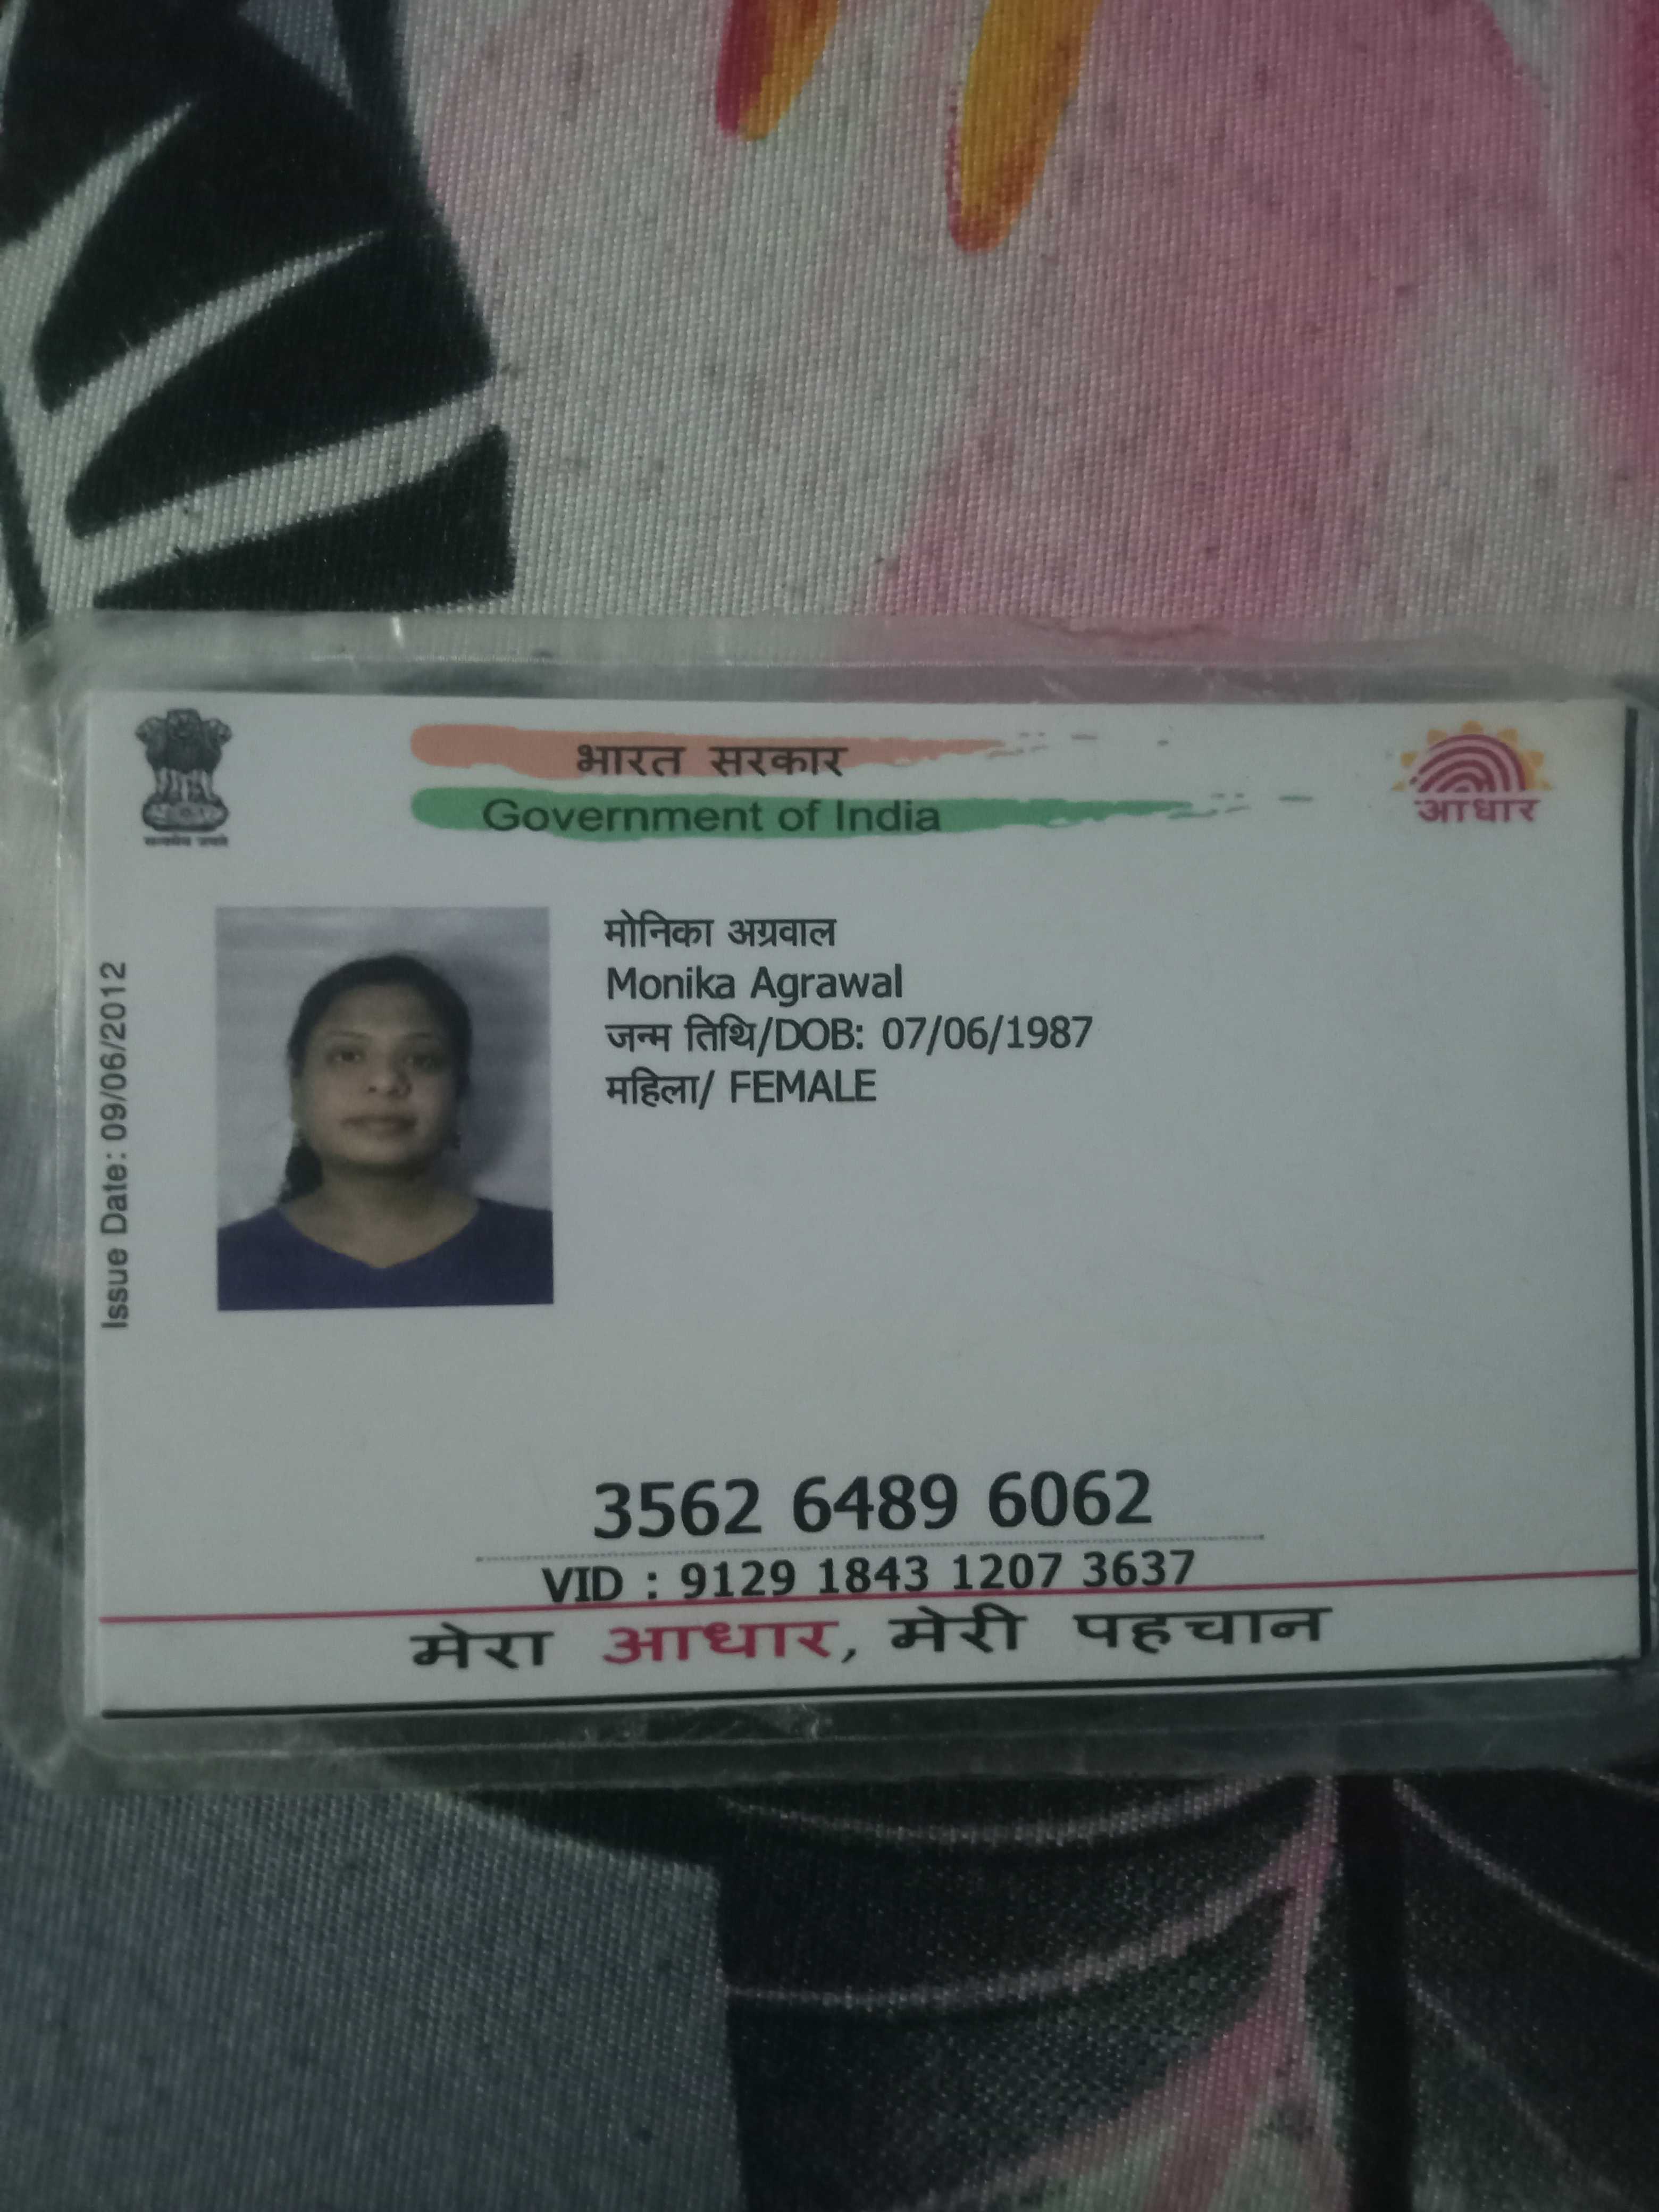 भारत सरकार
Government of India
आधार
सत्यमेव जयते
Issue Date: 09/06/2012
मोनिका अग्रवाल
Monika Agrawal
जन्म तिथि/DOB: 07/06/1987
महिला/ FEMALE
3562 6489 6062
VID : 9129 1843 1207 3637
मेरा आधार, मेरी पहचान